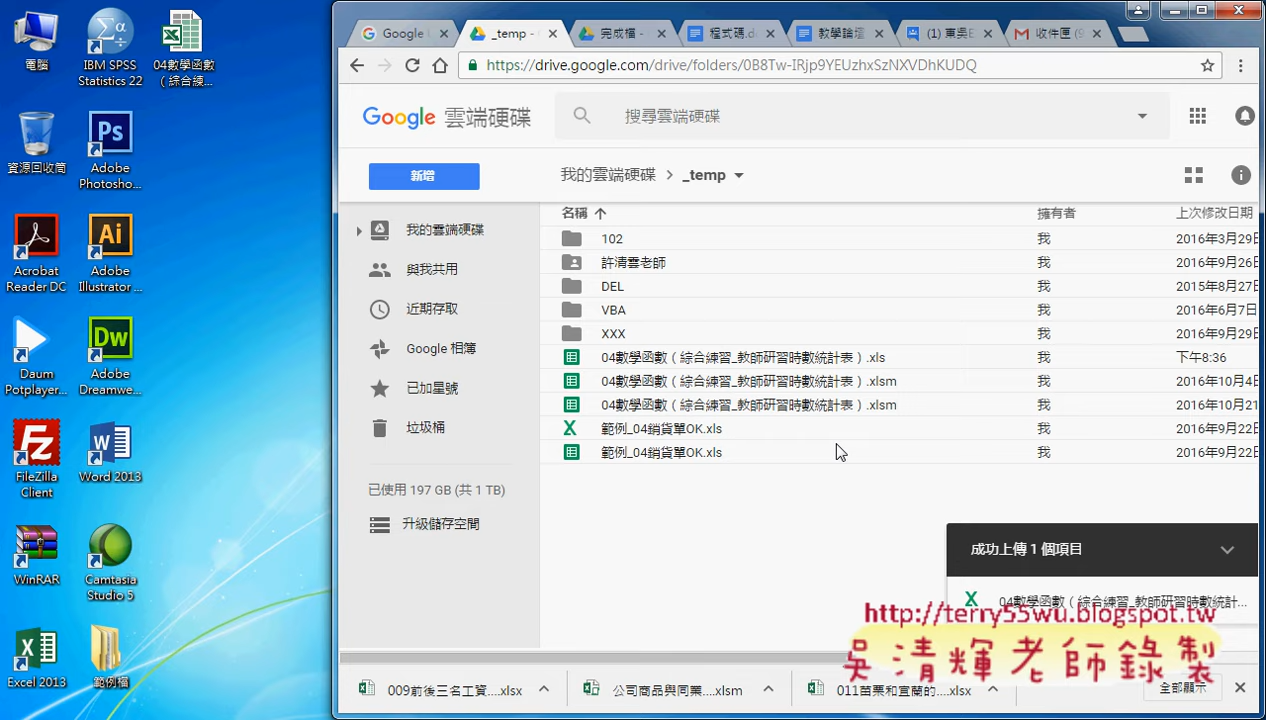 電腦
IBM SPSS
Statistics 22
04數學函數
（綜合練...
資源回收筒
Adobe
Photosho...
Acrobat
Reader DC
Adobe
Illustrator ...
Daum
Potplayer...
Adobe
Dreamwe...
FileZilla
Client
Word 2013
WinRAR
Camtasia
Studio 5
Excel 2013
範例檔
Google
_temp -
完成檔 -
程式碼.d
教學論壇
(1) 東吳E
收件匣 (9
https://drive.google.com/drive/folders/0B8Tw-IRjp9YEUzhxSzNXVDhKUDQ
Google 雲端硬碟
搜尋雲端硬碟
新增
我的雲端硬碟 > _temp
名稱
擁有者
上次修改日期
我的雲端硬碟
與我共用
近期存取
Google 相簿
已加星號
垃圾桶
已使用 197 GB (共 1 TB)
升級儲存空間
102 我 2016年3月29日
許清雲老師 我 2016年9月26
DEL 我 2015年8月27日
VBA 我 2016年6月7日
XXX 我 2016年9月29日
04數學函數（綜合練習_教師研習時數統計表）.xls 我 下午8:36
04數學函數（綜合練習_教師研習時數統計表）.xlsm 我 2016年10月4日
04數學函數（綜合練習_教師研習時數統計表）.xlsm 我 2016年10月21
範例_04銷貨單OK.xls 我 2016年9月22日
範例_04銷貨單OK.xls 我 2016年9月22日
成功上傳 1 個項目
04數學函數（綜合練習_教師研習時數統計...
http://terry55wu.blogspot.tw
吳清輝老師錄製
009前後三名工資....xlsx
公司商品與同業....xlsm
011苗栗和宜蘭的....xlsx
全部顯示